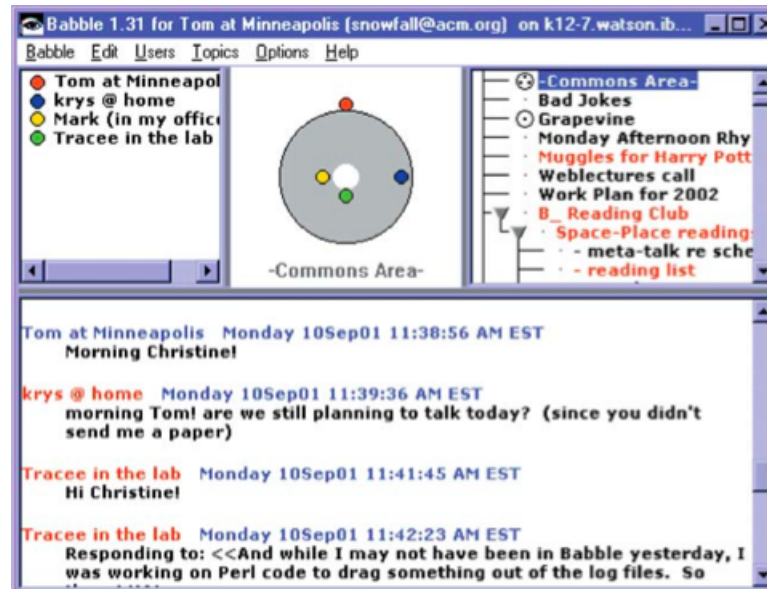 Babble 1.31 for Tom at Minneapolis (snowfall@acm.org) on k12-7.watson.ib...
Babble Edit Users Topics Options Help
Tom at Minneapol
krys @ home
Mark (in my offic
Tracee in the lab
-Commons Area-
-Commons Area-
Bad Jokes
Grapevine
Monday Afternoon Rhy
Muggles for Harry Pott
Weblectures call
Work Plan for 2002
B_ Reading Club
Space-Place reading
- meta-talk re sche
- reading list
Tom at Minneapolis Monday 10Sep01 11:38:56 AM EST
Morning Christine!
krys @ home Monday 10Sep01 11:39:36 AM EST
morning Tom! are we still planning to talk today? (since you didn't
send me a paper)
Tracee in the lab Monday 10Sep01 11:41:45 AM EST
Hi Christine!
Tracee in the lab Monday 10Sep01 11:42:23 AM EST
Responding to: <<And while I may not have been in Babble yesterday, I
was working on Perl code to drag something out of the log files. So